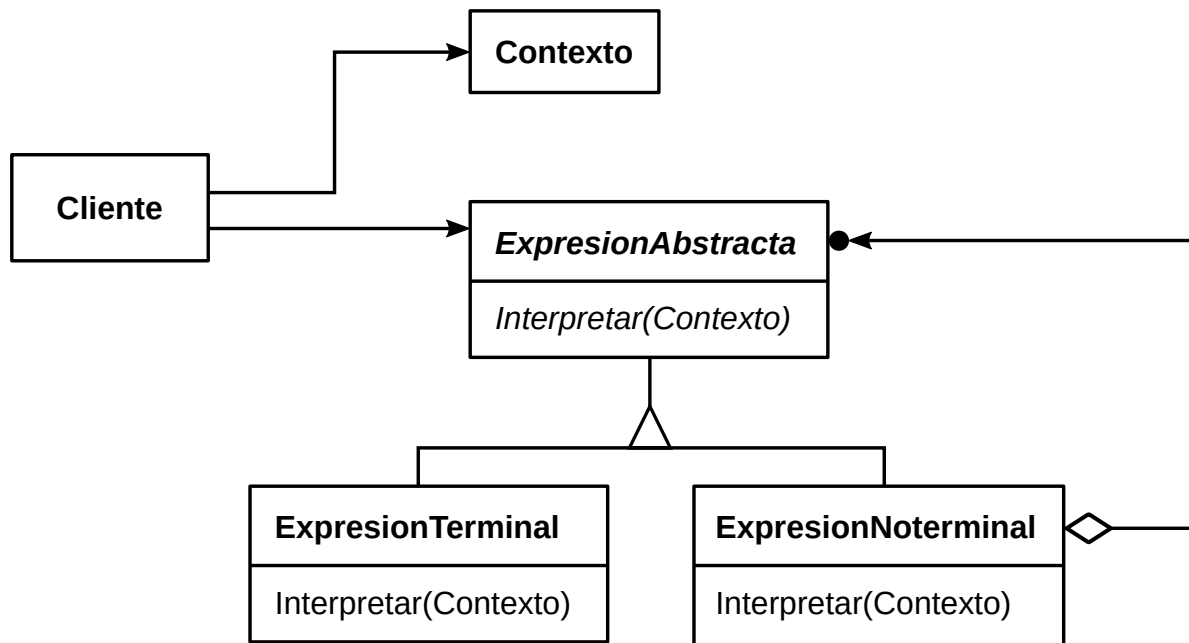 Contexto
Cliente
ExpresionAbstracta
Interpretar(Contexto)
ExpresionTerminal
Interpretar(Contexto)
ExpresionNoterminal
Interpretar(Contexto)